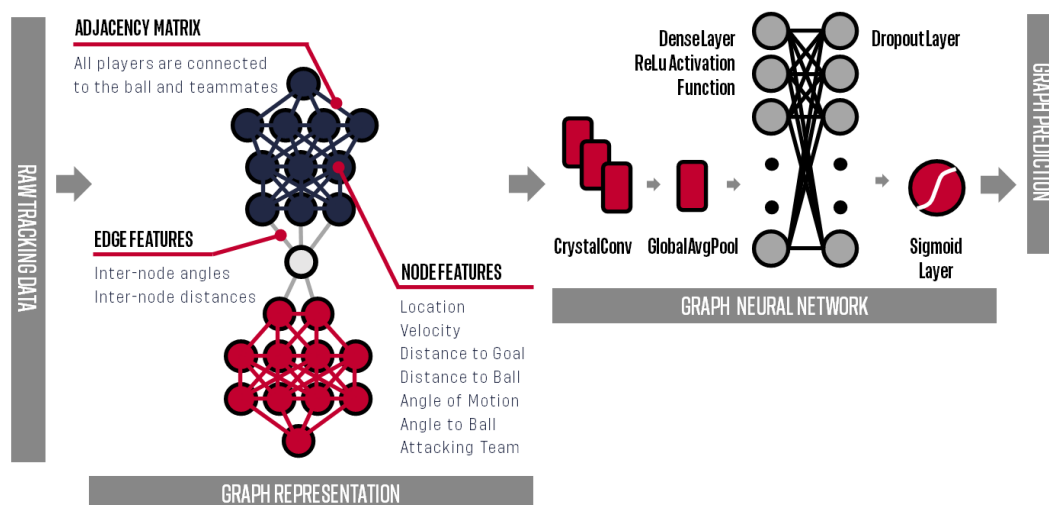 RAW TRACKING DATA
ADJACENCY MATRIX
All players are connected
to the ball and teammates
EDGE FEATURES
Inter-node angles
Inter-node distances
NODE FEATURES
Location
Velocity
Distance to Goal
Distance to Ball
Angle of Motion
Angle to Ball
Attacking Team
GRAPH REPRESENTATION
Dense Layer
ReLu Activation
Function
Dropout Layer
CrystalConv
GlobalAvgPool
Sigmoid
Layer
GRAPH NEURAL NETWORK
GRAPH PREDICTION